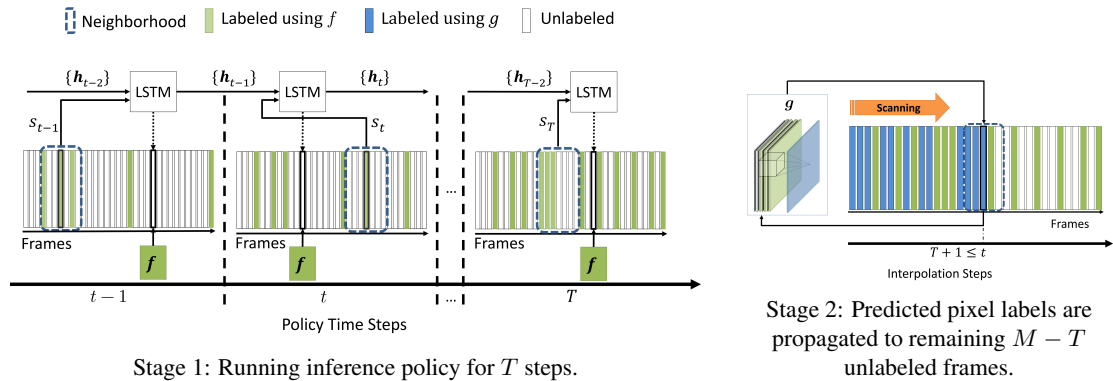 Neighborhood
Labeled using f
Labeled using g
Unlabeled
{h_{t-2}}
LSTM
{h_{t-1}}
LSTM
{h_t}
{h_{T-2}}
LSTM
s_{t-1}
s_t
s_T
...
Frames
Frames
Frames
f
f
f
t − 1
t
...
T
Policy Time Steps
Stage 1: Running inference policy for T steps.
g
Scanning
Frames
T + 1 ≤ t
Interpolation Steps
Stage 2: Predicted pixel labels are
propagated to remaining M − T
unlabeled frames.